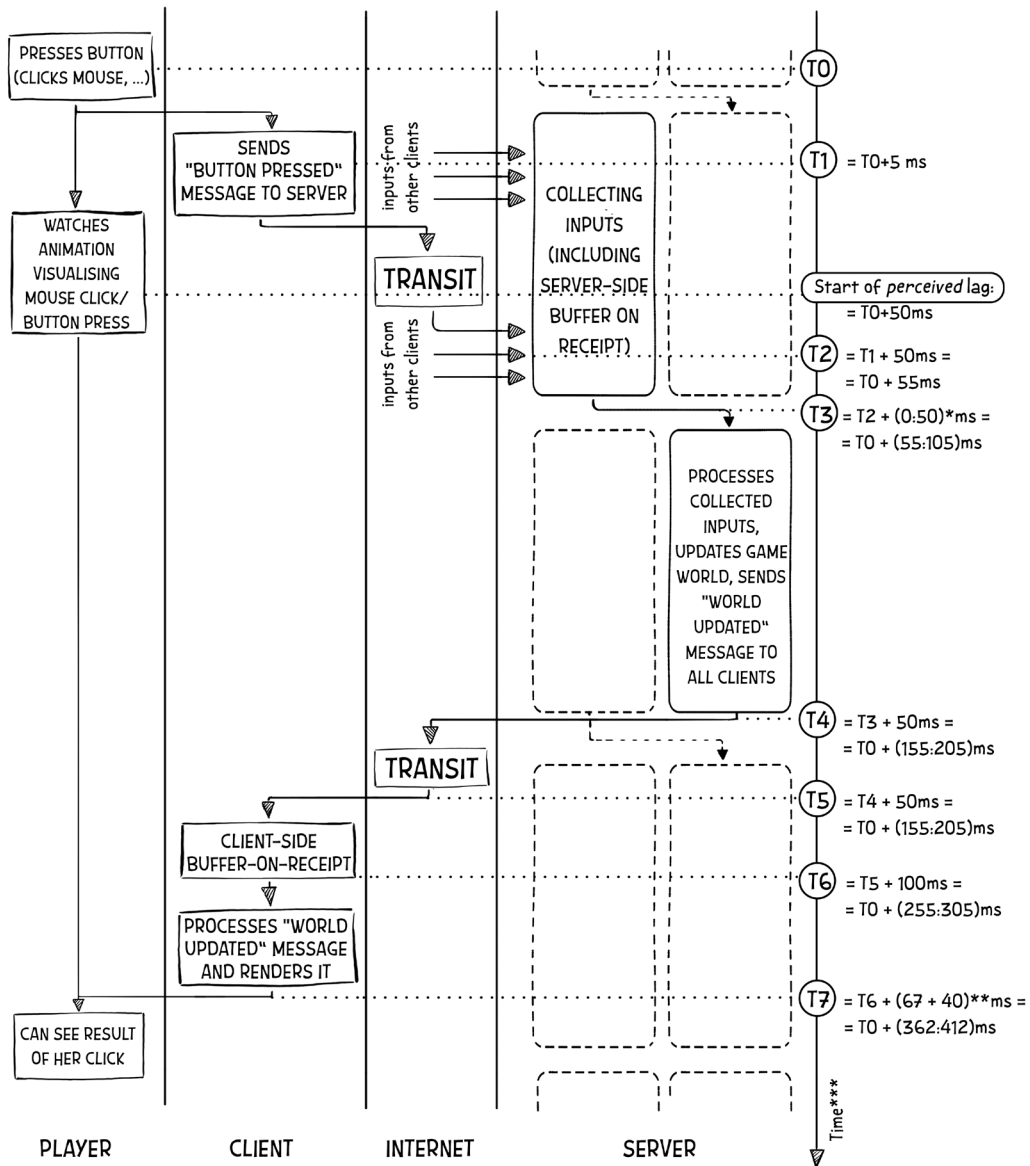 PRESSES BUTTON
(CLICKS MOUSE, ...)
T0
SENDS
"BUTTON PRESSED"
MESSAGE TO SERVER
inputs from
other clients
T1
= T0+5 ms
COLLECTING
INPUTS
(INCLUDING
SERVER-SIDE
BUFFER ON
RECEIPT)
WATCHES
ANIMATION
VISUALISING
MOUSE CLICK/
BUTTON PRESS
TRANSIT
Start of perceived lag:
= T0+50ms
inputs from
other clients
T2
= T1 + 50ms =
= T0 + 55ms
T3
= T2 + (0:50)*ms =
= T0 + (55:105)ms
PROCESSES
COLLECTED
INPUTS,
UPDATES GAME
WORLD, SENDS
"WORLD
UPDATED"
MESSAGE TO
ALL CLIENTS
T4
= T3 + 50ms =
= T0 + (155:205)ms
TRANSIT
T5
= T4 + 50ms =
= T0 + (155:205)ms
CLIENT-SIDE
BUFFER-ON-RECEIPT
T6
= T5 + 100ms =
= T0 + (255:305)ms
PROCESSES "WORLD
UPDATED" MESSAGE
AND RENDERS IT
T7
= T6 + (67 + 40)**ms =
= T0 + (362:412)ms
CAN SEE RESULT
OF HER CLICK
Time***
PLAYER
CLIENT
INTERNET
SERVER